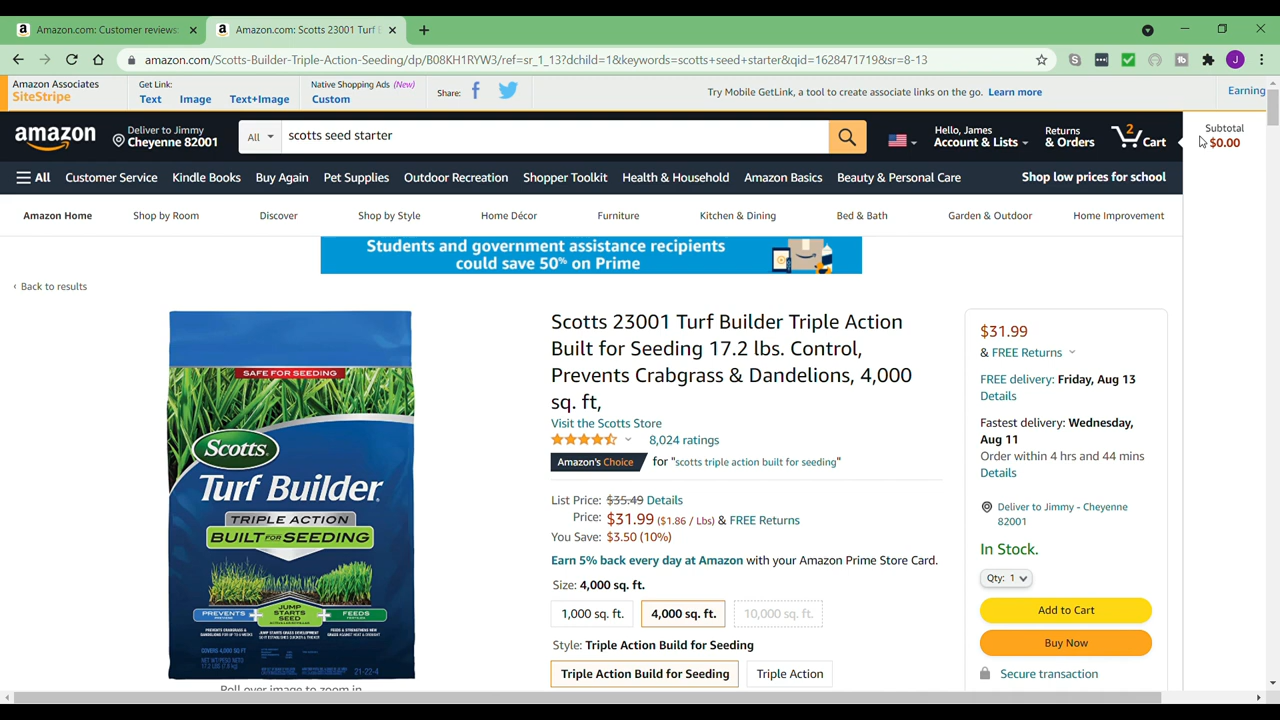 Amazon.com: Customer reviews:
Amazon.com: Scotts 23001 Turf B
amazon.com/Scotts-Builder-Triple-Action-Seeding/dp/B08KH1RYW3/ref=sr_1_13?dchild=1&keywords=scotts+seed+starter&qid=1628471719&sr=8-13
J
Amazon Associates
SiteStripe
Get Link:
Text Image Text+Image
Native Shopping Ads (New)
Custom
Share:
Try Mobile GetLink, a tool to create associate links on the go. Learn more
Earning
amazon
Deliver to Jimmy
Cheyenne 82001
All
scotts seed starter
Hello, James
Account & Lists
Returns
& Orders
2
Cart
Subtotal
$0.00
All Customer Service Kindle Books Buy Again Pet Supplies Outdoor Recreation Shopper Toolkit Health & Household Amazon Basics Beauty & Personal Care Shop low prices for school
Amazon Home Shop by Room Discover Shop by Style Home Décor Furniture Kitchen & Dining Bed & Bath Garden & Outdoor Home Improvement
Students and government assistance recipients
could save 50% on Prime
‹ Back to results
SAFE FOR SEEDING
Scotts
Turf Builder
TRIPLE ACTION
BUILT FOR SEEDING
PREVENTS
JUMP
STARTS
SEED
FEEDS
COVERS 4,000 SQ FT
21-22-4
Roll over image to zoom in
Scotts 23001 Turf Builder Triple Action
Built for Seeding 17.2 lbs. Control,
Prevents Crabgrass & Dandelions, 4,000
sq. ft,
Visit the Scotts Store
8,024 ratings
Amazon's Choice for "scotts triple action built for seeding"
List Price: $35.49 Details
Price: $31.99 ($1.86 / Lbs) & FREE Returns
You Save: $3.50 (10%)
Earn 5% back every day at Amazon with your Amazon Prime Store Card.
Size: 4,000 sq. ft.
1,000 sq. ft. 4,000 sq. ft. 10,000 sq. ft.
Style: Triple Action Build for Seeding
Triple Action Build for Seeding Triple Action
$31.99
& FREE Returns
FREE delivery: Friday, Aug 13
Details
Fastest delivery: Wednesday,
Aug 11
Order within 4 hrs and 44 mins
Details
Deliver to Jimmy - Cheyenne
82001
In Stock.
Qty: 1
Add to Cart
Buy Now
Secure transaction